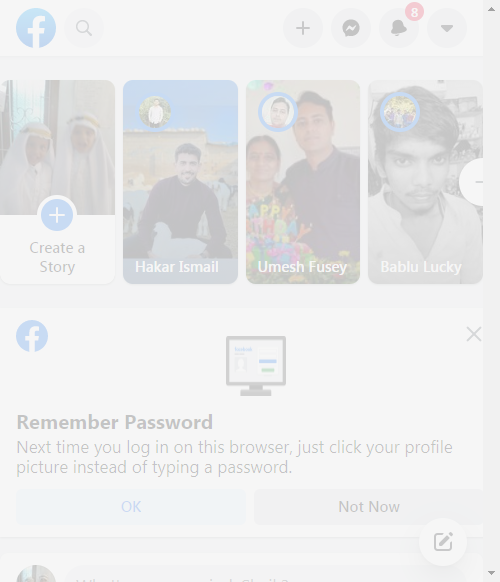 8
Create a
Story
Hakar Ismail
Umesh Fusey
Bablu Lucky
Remember Password
Next time you log in on this browser, just click your profile
picture instead of typing a password.
OK
Not Now